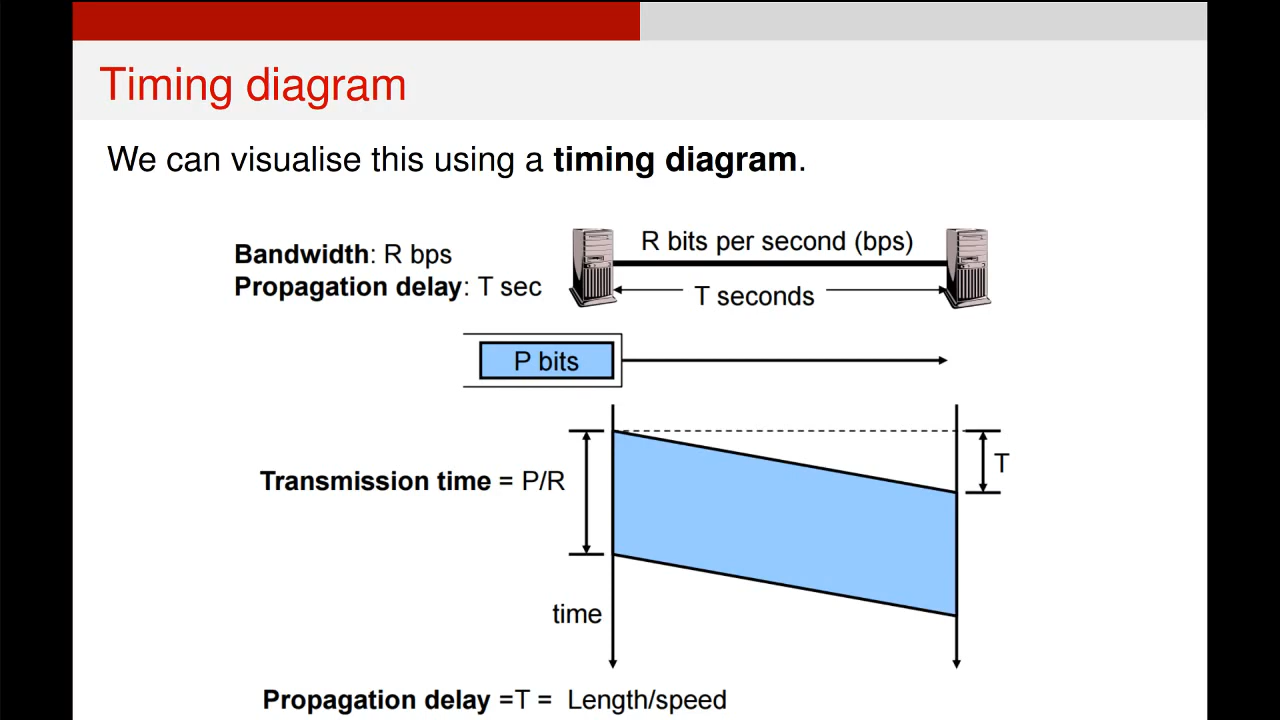 Timing diagram
We can visualise this using a timing diagram.
Bandwidth: R bps
Propagation delay: T sec
R bits per second (bps)
T seconds
P bits
Transmission time = P/R
T
time
Propagation delay =T = Length/speed